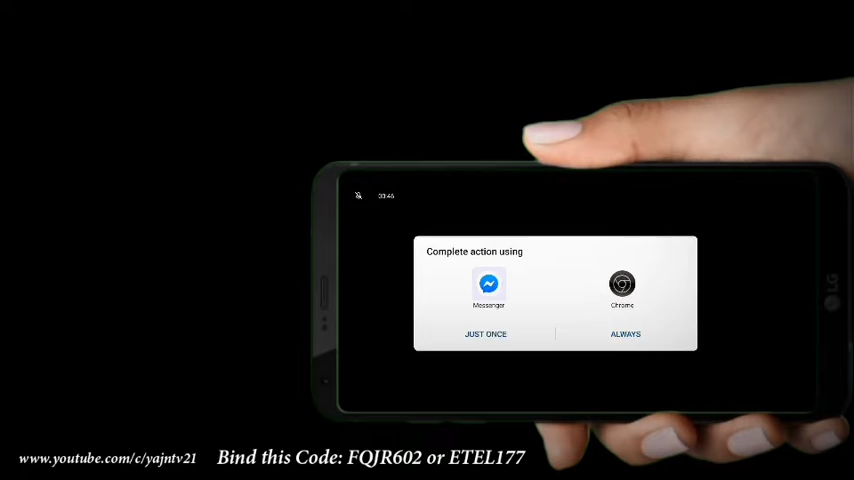 03:46
Complete action using
Messenger
Chrome
JUST ONCE
ALWAYS
LG
www.youtube.com/c/yajntv21
Bind this Code: FQJR602 or ETEL177